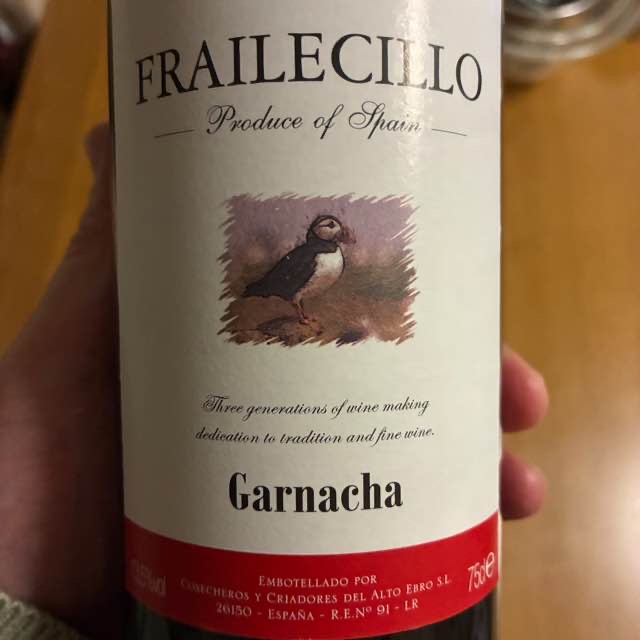 FRAILECILLO
Produce of Spain
Three generations of wine making
dedication to tradition and fine wine.
Garnacha
EMBOTELLADO POR
COSECHEROS Y CRIADORES DEL ALTO EBRO S.L.
26150 - ESPAÑA - R.E.Nº 91 - LR
75cl e